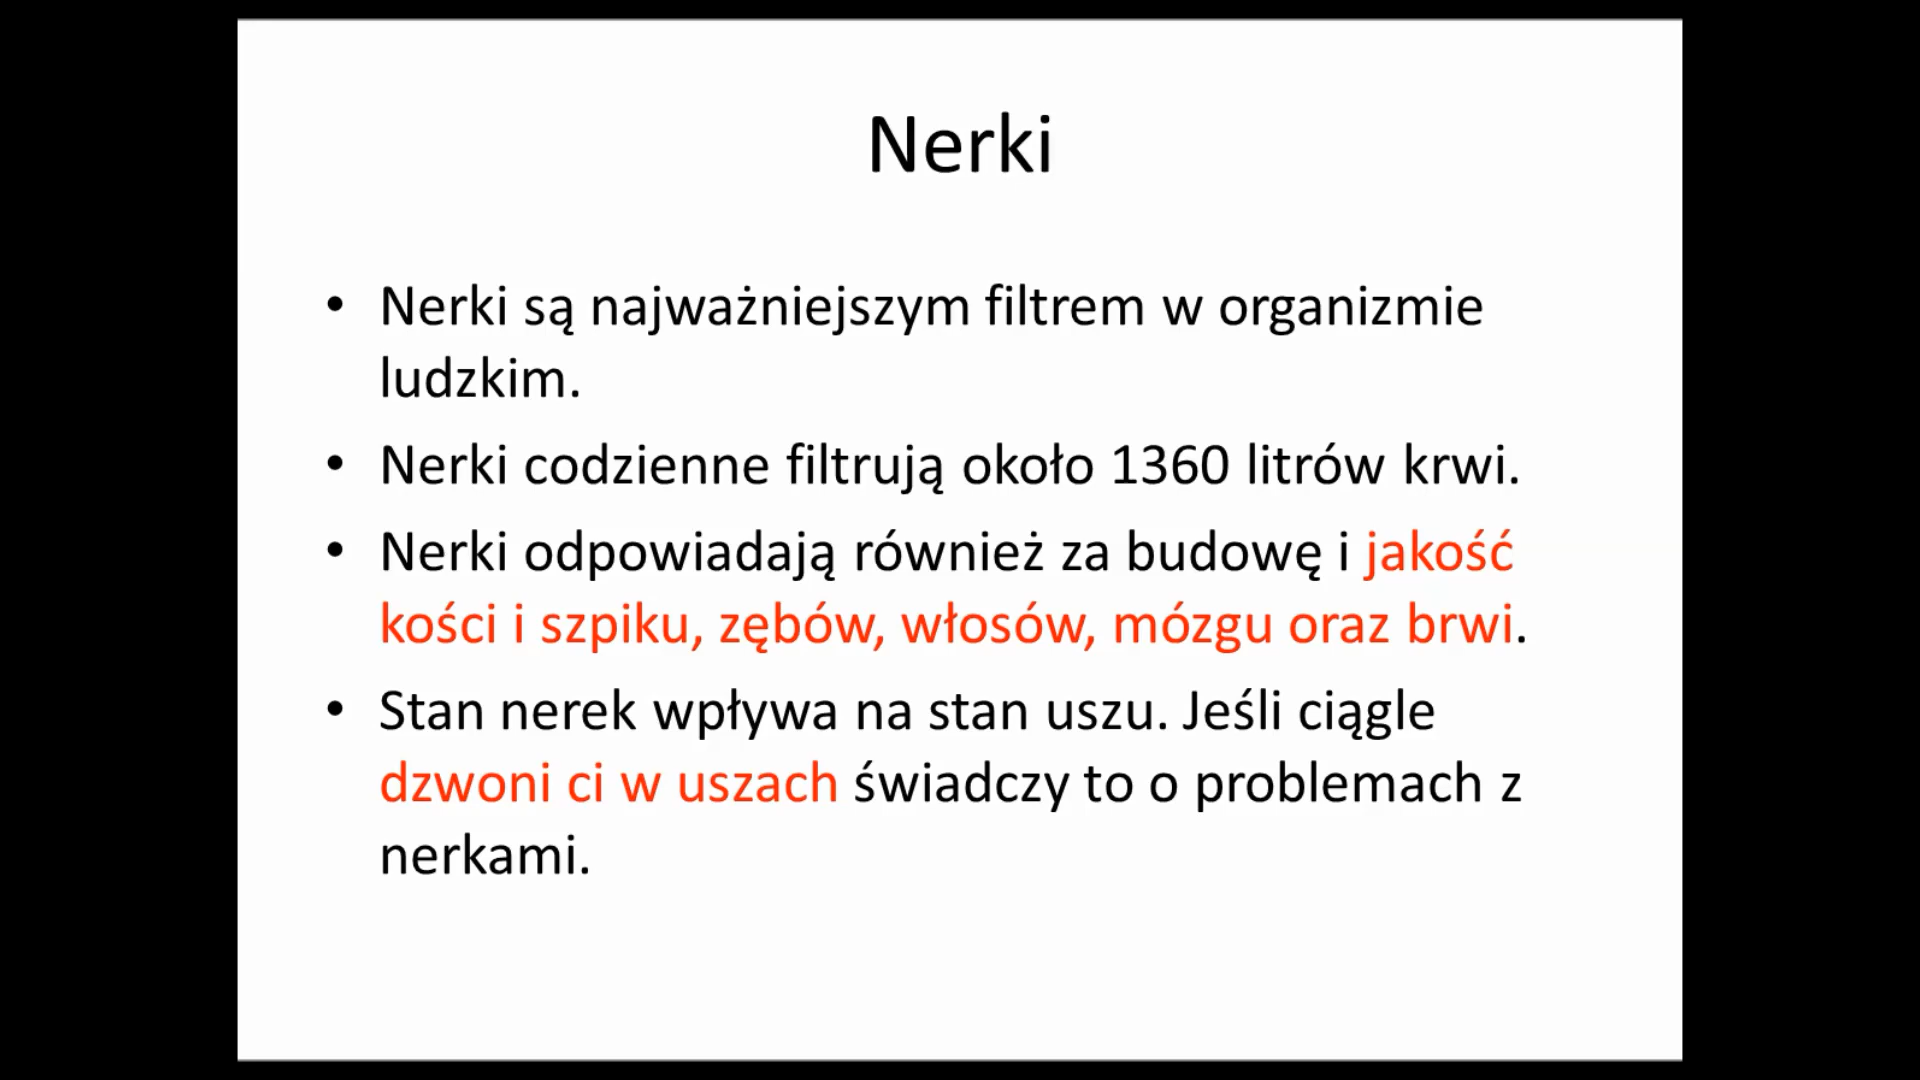 Nerki
• Nerki są najważniejszym filtrem w organizmie
ludzkim.
• Nerki codzienne filtrują około 1360 litrów krwi.
• Nerki odpowiadają również za budowę i jakość
kości i szpiku, zębów, włosów, mózgu oraz brwi.
• Stan nerek wpływa na stan uszu. Jeśli ciągle
dzwoni ci w uszach świadczy to o problemach z
nerkami.